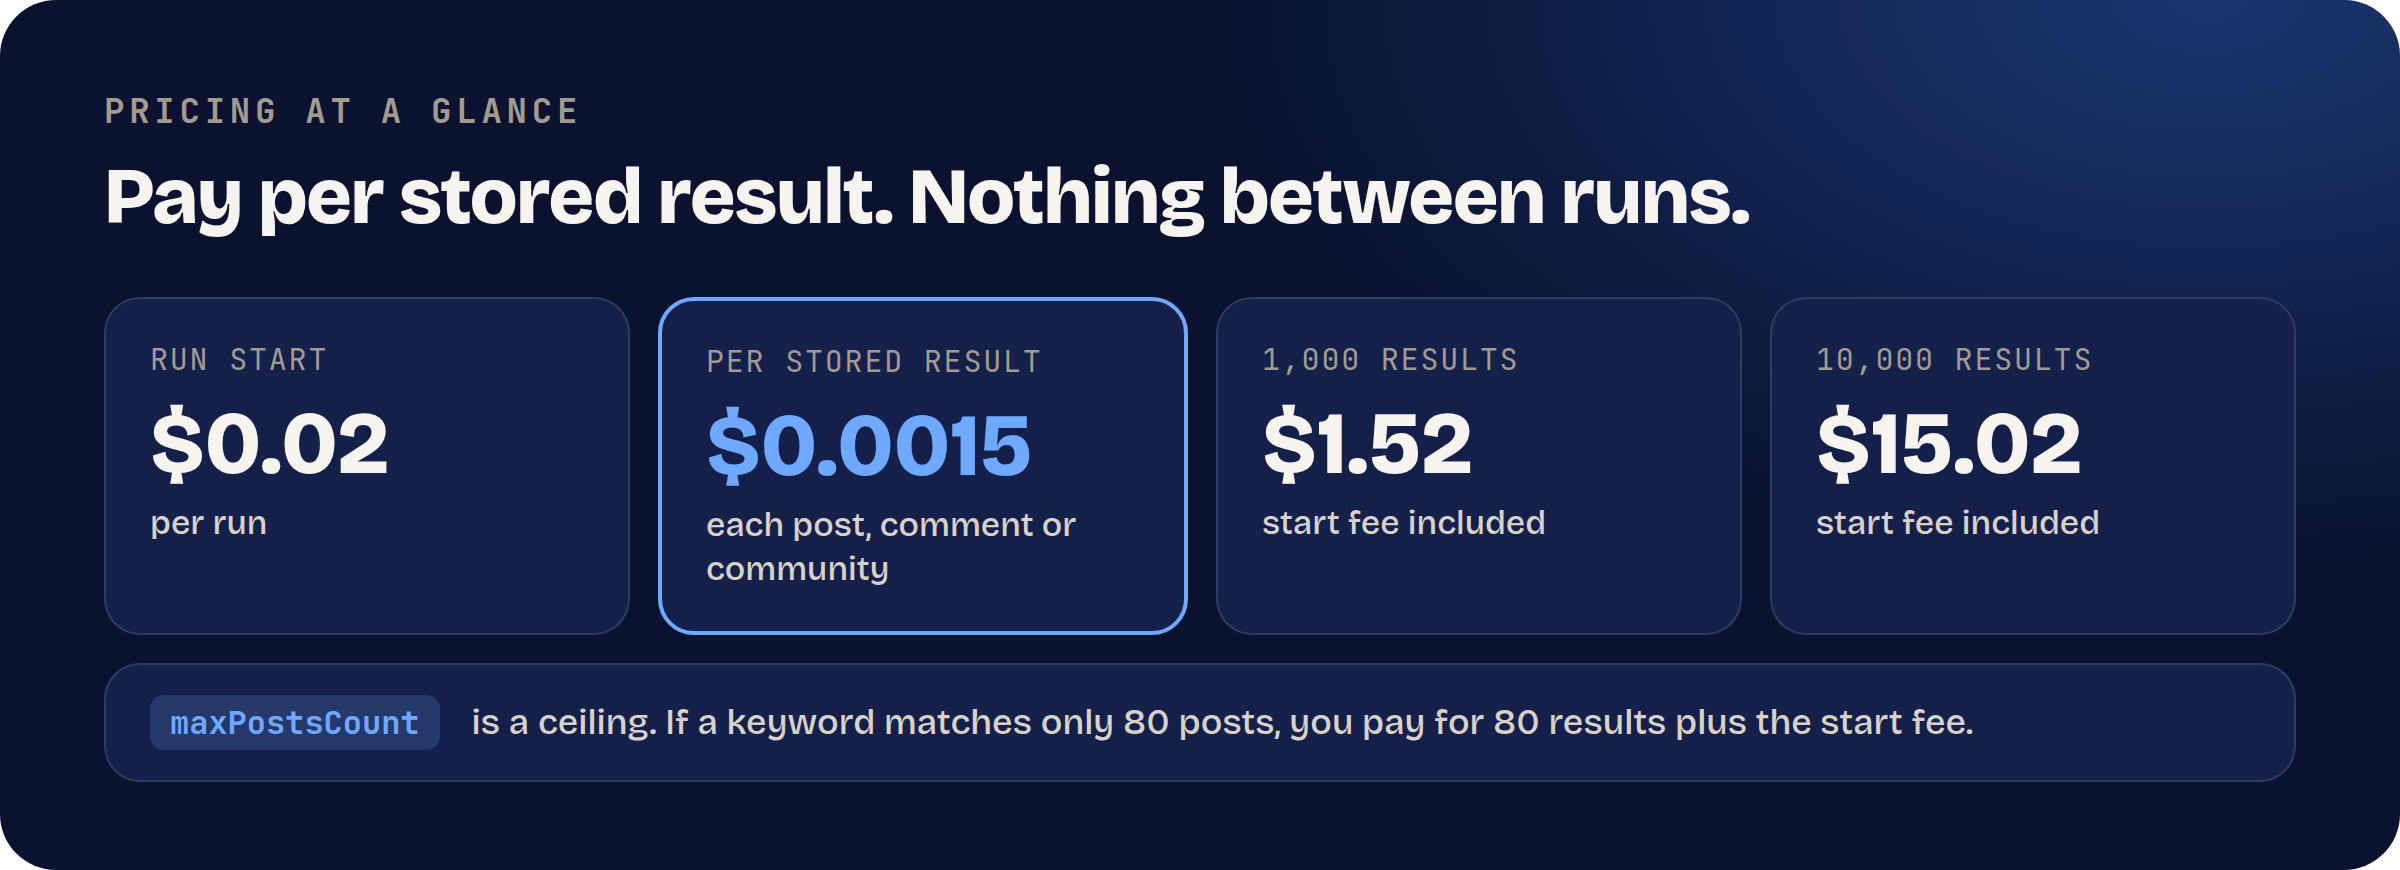 PRICING AT A GLANCE
Pay per stored result. Nothing between runs.
RUN START
$0.02
per run
PER STORED RESULT
$0.0015
each post, comment or
community
1,000 RESULTS
$1.52
start fee included
10,000 RESULTS
$15.02
start fee included
maxPostsCount is a ceiling. If a keyword matches only 80 posts, you pay for 80 results plus the start fee.